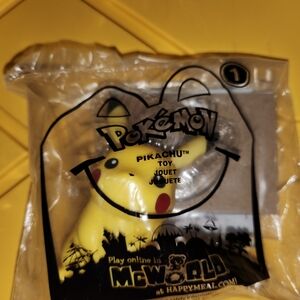 1
POKéMON
PIKACHU™
TOY
JOUET
JUGUETE
Play online in
McWORLD
at HAPPYMEAL.COM